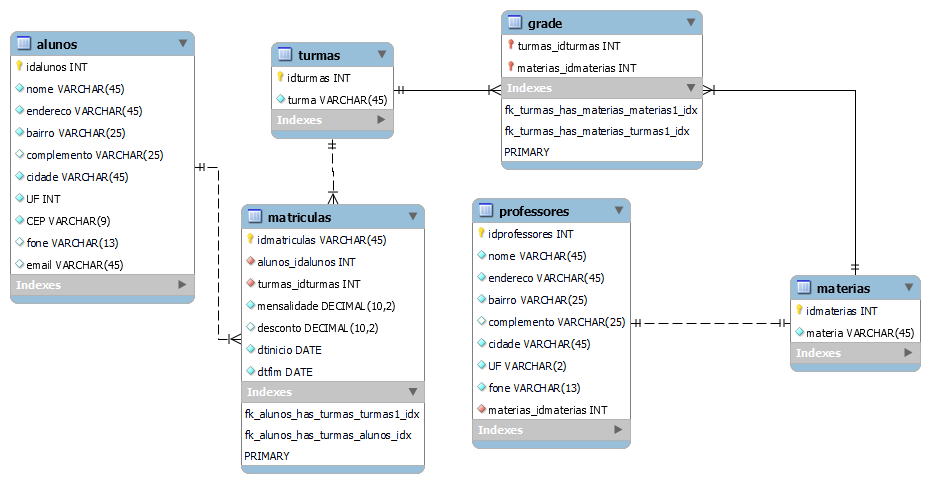 alunos
idalunos INT
nome VARCHAR(45)
endereco VARCHAR(45)
bairro VARCHAR(25)
complemento VARCHAR(25)
cidade VARCHAR(45)
UF INT
CEP VARCHAR(9)
fone VARCHAR(13)
email VARCHAR(45)
Indexes
turmas
idturmas INT
turma VARCHAR(45)
Indexes
grade
turmas_idturmas INT
materias_idmaterias INT
Indexes
fk_turmas_has_materias_materias1_idx
fk_turmas_has_materias_turmas1_idx
PRIMARY
matriculas
idmatriculas VARCHAR(45)
alunos_idalunos INT
turmas_idturmas INT
mensalidade DECIMAL(10,2)
desconto DECIMAL(10,2)
dtinicio DATE
dtfim DATE
Indexes
fk_alunos_has_turmas_turmas1_idx
fk_alunos_has_turmas_alunos_idx
PRIMARY
professores
idprofessores INT
nome VARCHAR(45)
endereco VARCHAR(45)
bairro VARCHAR(25)
complemento VARCHAR(25)
cidade VARCHAR(45)
UF VARCHAR(2)
fone VARCHAR(13)
materias_idmaterias INT
Indexes
materias
idmaterias INT
materia VARCHAR(45)
Indexes